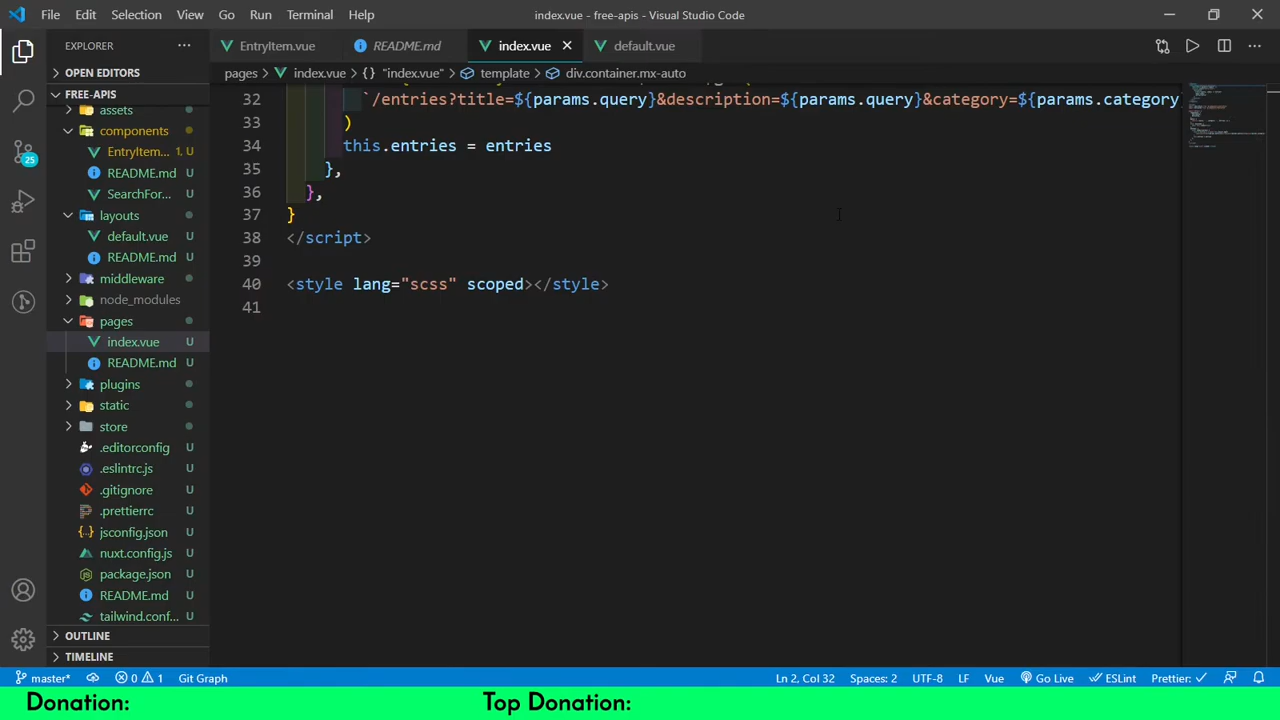 File Edit Selection View Go Run Terminal Help
index.vue - free-apis - Visual Studio Code
EXPLORER
OPEN EDITORS
FREE-APIS
assets
components
EntryItem... 1, U
README.md U
SearchFor... U
layouts
default.vue U
README.md U
middleware
node_modules
pages
index.vue U
README.md U
plugins
static
store
.editorconfig U
.eslintrc.js U
.gitignore U
.prettierrc U
jsconfig.json U
nuxt.config.js U
package.json U
README.md U
tailwind.conf... U
OUTLINE
TIMELINE
25
EntryItem.vue README.md index.vue default.vue
pages > index.vue > {} "index.vue" > template > div.container.mx-auto
32 `/entries?title=${params.query}&description=${params.query}&category=${params.category
33 )
34 this.entries = entries
35 },
36 },
37 }
38 </script>
39
40 <style lang="scss" scoped></style>
41
master* 0 1 Git Graph
Ln 2, Col 32 Spaces: 2 UTF-8 LF Vue Go Live ESLint Prettier:
Donation: Top Donation: